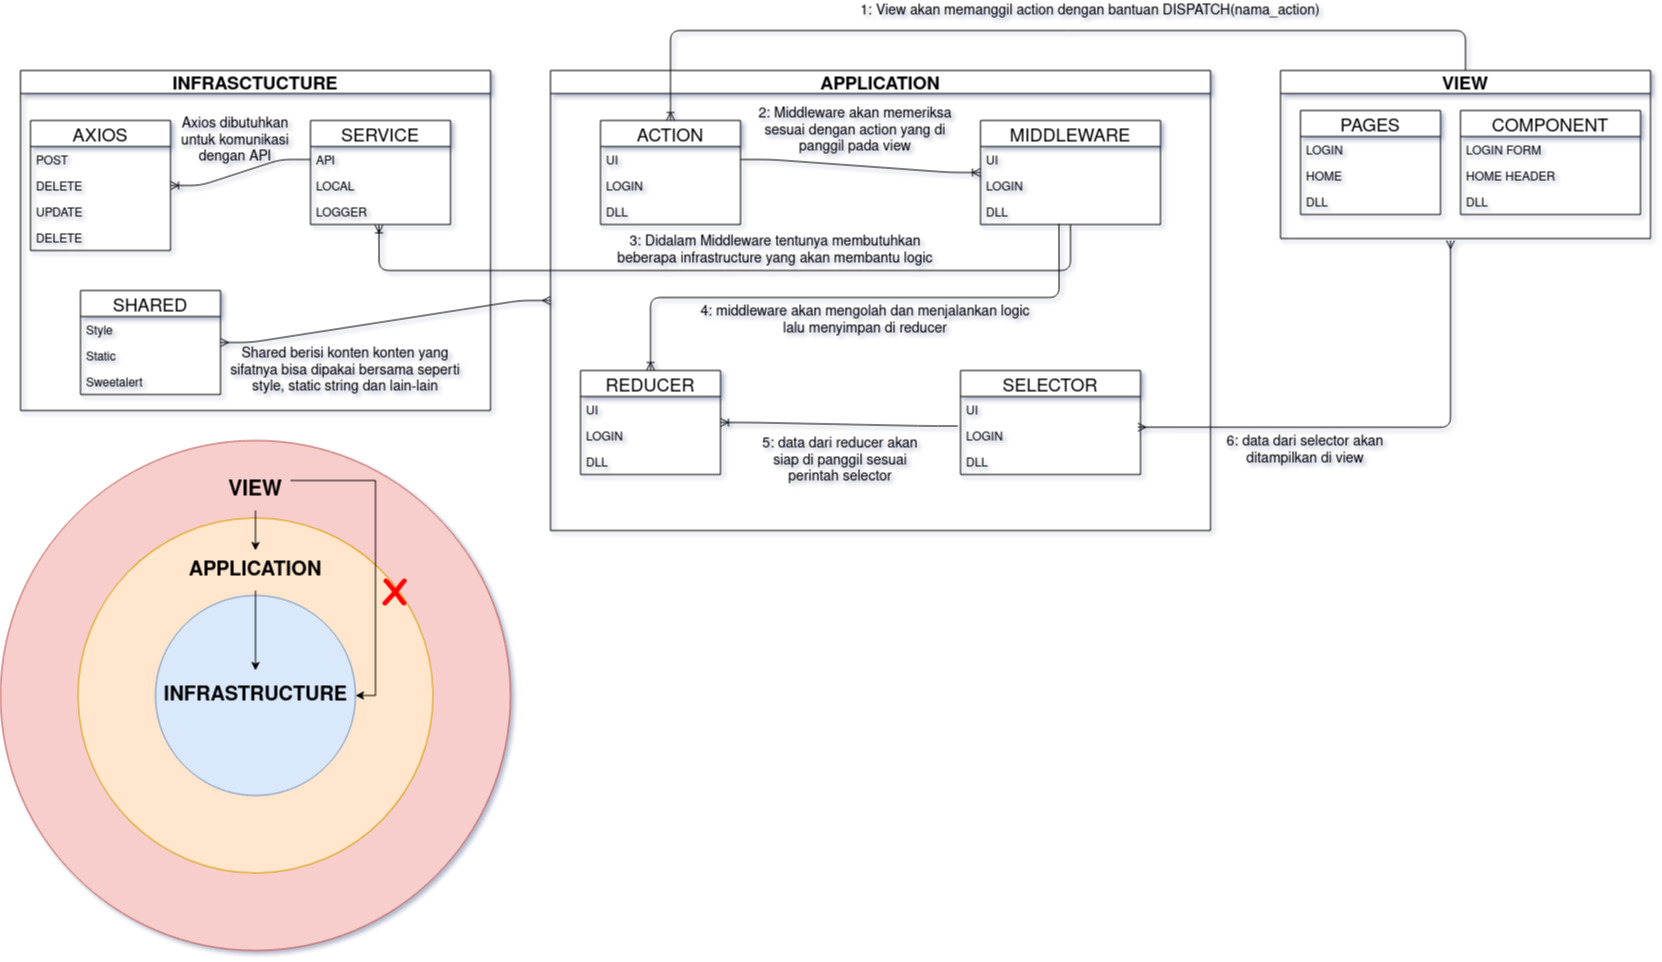 1: View akan memanggil action dengan bantuan DISPATCH(nama_action)
INFRASCTUCTURE
AXIOS
POST
DELETE
UPDATE
DELETE
Axios dibutuhkan
untuk komunikasi
dengan API
SERVICE
API
LOCAL
LOGGER
SHARED
Style
Static
Sweetalert
Shared berisi konten konten yang
sifatnya bisa dipakai bersama seperti
style, static string dan lain-lain
APPLICATION
ACTION
UI
LOGIN
DLL
2: Middleware akan memeriksa
sesuai dengan action yang di
panggil pada view
MIDDLEWARE
UI
LOGIN
DLL
3: Didalam Middleware tentunya membutuhkan
beberapa infrastructure yang akan membantu logic
4: middleware akan mengolah dan menjalankan logic
lalu menyimpan di reducer
REDUCER
UI
LOGIN
DLL
5: data dari reducer akan
siap di panggil sesuai
perintah selector
SELECTOR
UI
LOGIN
DLL
VIEW
PAGES
LOGIN
HOME
DLL
COMPONENT
LOGIN FORM
HOME HEADER
DLL
6: data dari selector akan
ditampilkan di view
VIEW
APPLICATION
INFRASTRUCTURE